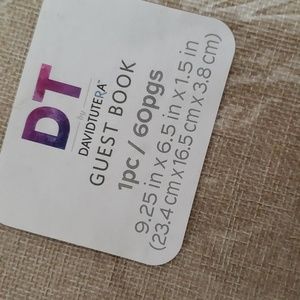 DT
by
DAVIDTUTERA™
GUEST BOOK
1pc / 60pgs
9.25 in x 6.5 in x 1.5 in
(23.4 cm x 16.5 cm x 3.8 cm)